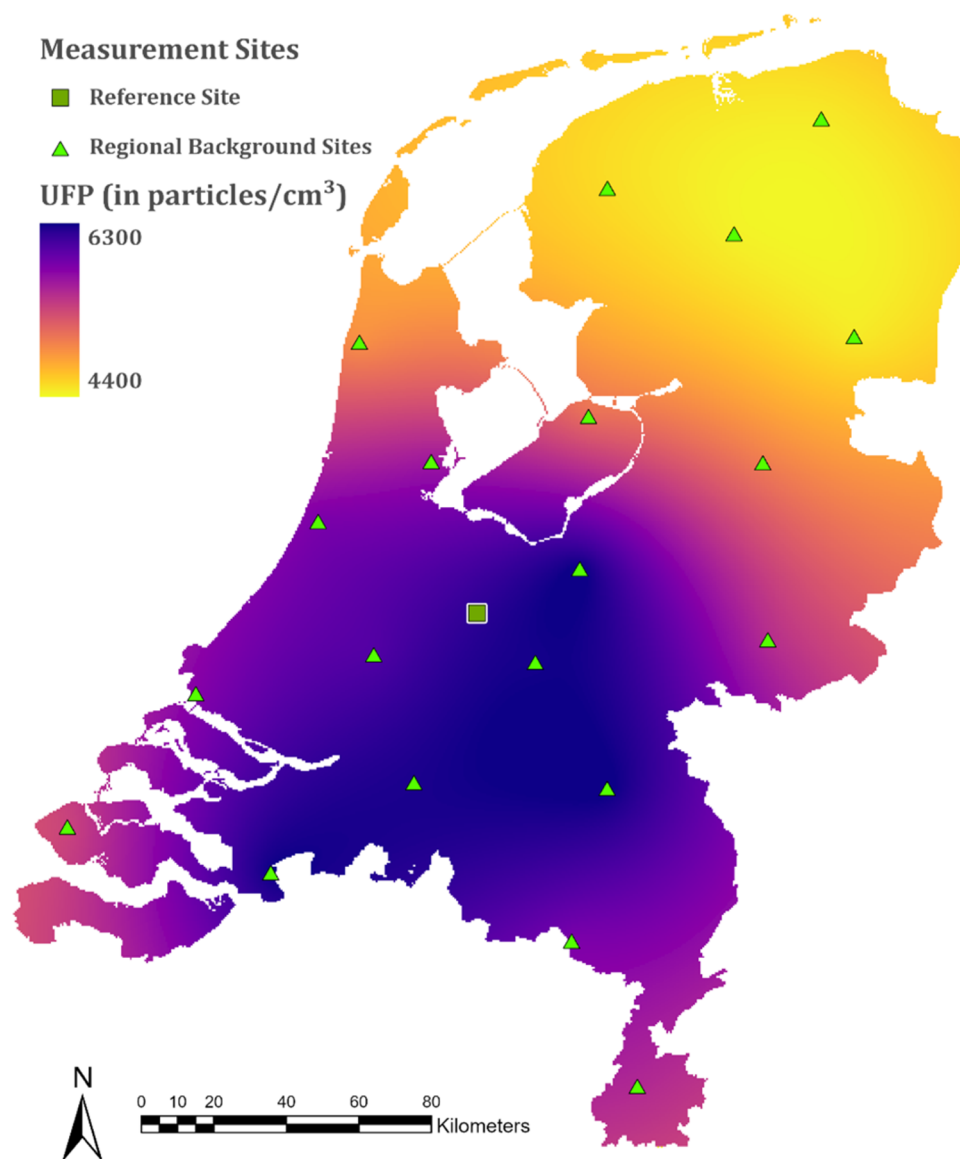 Measurement Sites
Reference Site
Regional Background Sites
UFP (in particles/cm³)
6300
4400
N
0 10 20 40 60 80
Kilometers